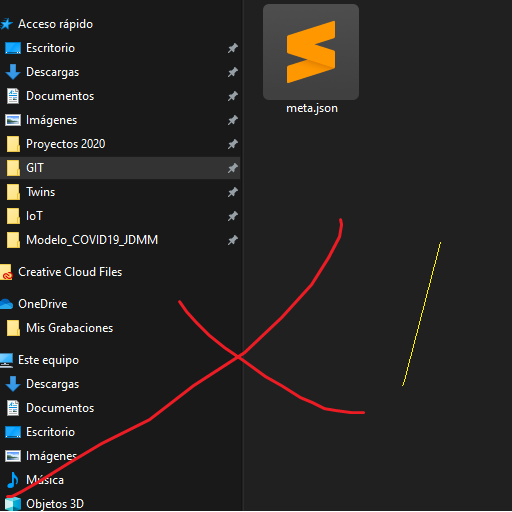 Acceso rápido
Escritorio
Descargas
Documentos
Imágenes
Proyectos 2020
GIT
Twins
IoT
Modelo_COVID19_JDMM
Creative Cloud Files
OneDrive
Mis Grabaciones
Este equipo
Descargas
Documentos
Escritorio
Imágenes
Música
Objetos 3D
meta.json